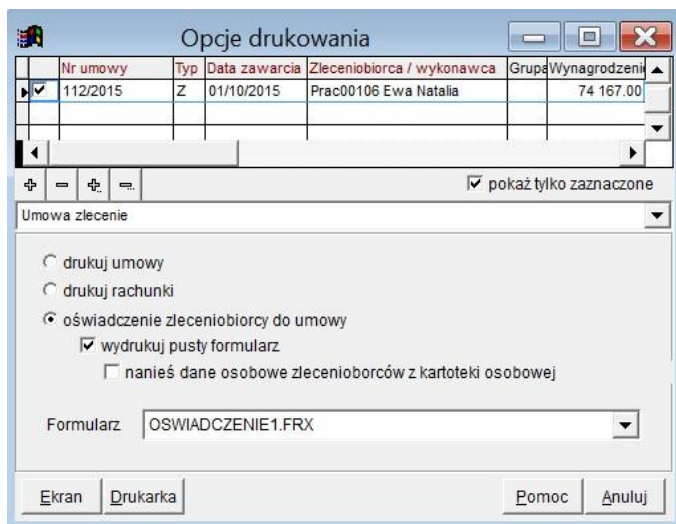 Opcje drukowania
Nr umowy Typ Data zawarcia Zleceniobiorca / wykonawca Grupa Wynagrodzeni
112/2015 Z 01/10/2015 Prac00106 Ewa Natalia 74 167.00
pokaż tylko zaznaczone
Umowa zlecenie
drukuj umowy
drukuj rachunki
oświadczenie zleceniobiorcy do umowy
wydrukuj pusty formularz
nanieś dane osobowe zlecenioborców z kartoteki osobowej
Formularz OSWIADCZENIE1.FRX
Ekran Drukarka Pomoc Anuluj